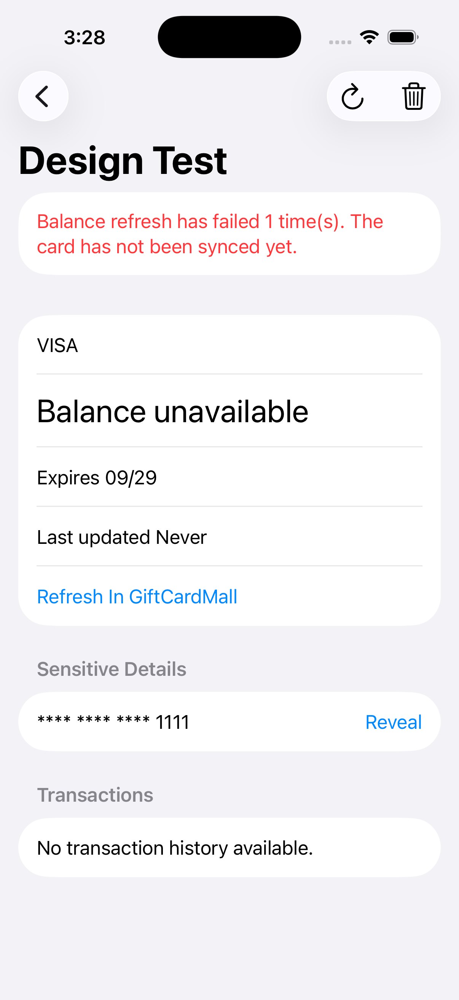 3:28
Design Test
Balance refresh has failed 1 time(s). The
card has not been synced yet.
VISA
Balance unavailable
Expires 09/29
Last updated Never
Refresh In GiftCardMall
Sensitive Details
**** **** **** 1111 Reveal
Transactions
No transaction history available.